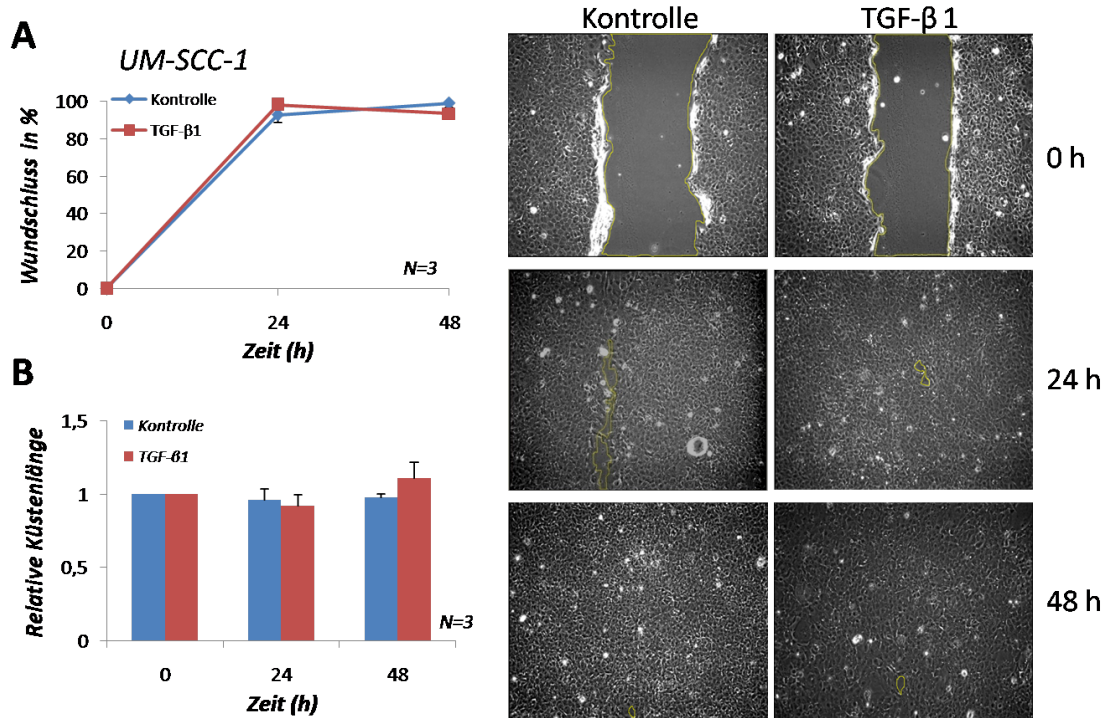 A
UM-SCC-1
Wundschluss in %
100
80
60
40
20
0
Kontrolle
TGF-β1
N=3
0
24
48
Zeit (h)
B
Relative Küstenlänge
1,5
1
0,5
0
Kontrolle
TGF-ß1
N=3
0
24
48
Zeit (h)
Kontrolle
TGF-β 1
0 h
24 h
48 h